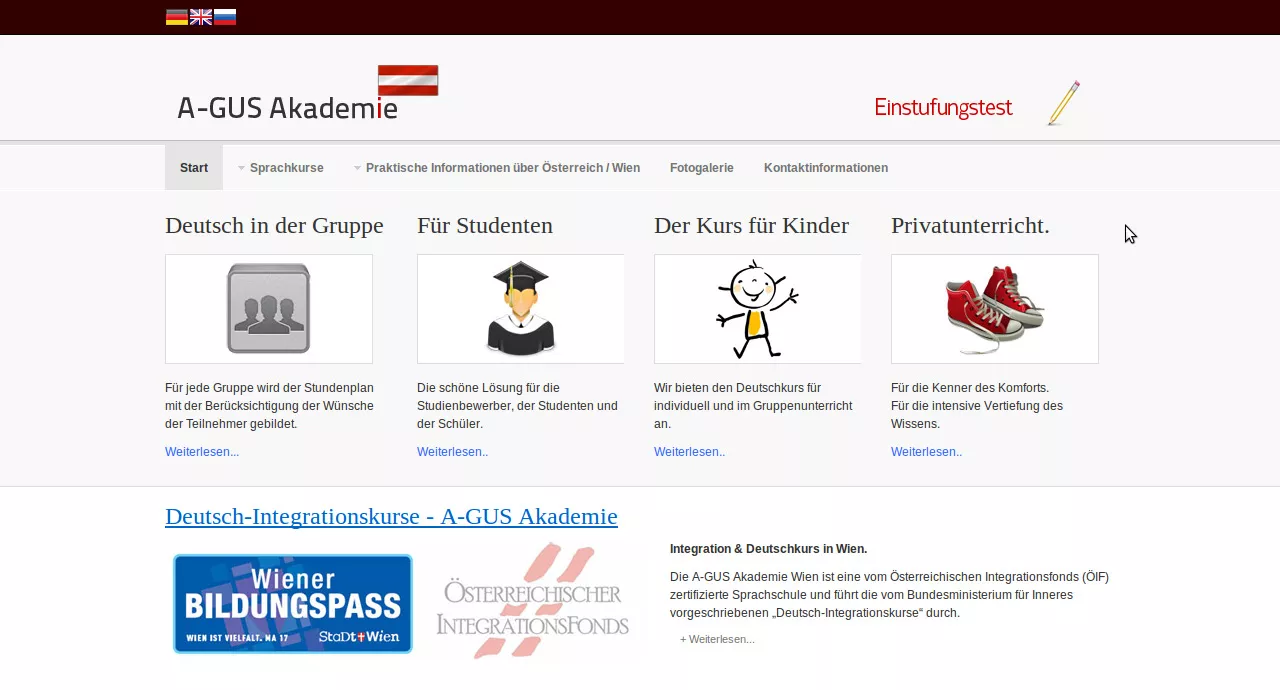 A-GUS Akademie
Einstufungstest
Start
Sprachkurse
Praktische Informationen über Österreich / Wien
Fotogalerie
Kontaktinformationen
Deutsch in der Gruppe
Für jede Gruppe wird der Stundenplan
mit der Berücksichtigung der Wünsche
der Teilnehmer gebildet.
Weiterlesen...
Für Studenten
Die schöne Lösung für die
Studienbewerber, der Studenten und
der Schüler.
Weiterlesen..
Der Kurs für Kinder
Wir bieten den Deutschkurs für
individuell und im Gruppenunterricht
an.
Weiterlesen..
Privatunterricht.
Für die Kenner des Komforts.
Für die intensive Vertiefung des
Wissens.
Weiterlesen..
Deutsch-Integrationskurse - A-GUS Akademie
Wiener
BILDUNGSPASS
WIEN IST VIELFALT. MA 17
StaDt Wien
ÖSTERREICHISCHER
INTEGRATIONSFONDS
Integration & Deutschkurs in Wien.
Die A-GUS Akademie Wien ist eine vom Österreichischen Integrationsfonds (ÖIF)
zertifizierte Sprachschule und führt die vom Bundesministerium für Inneres
vorgeschriebenen „Deutsch-Integrationskurse“ durch.
+ Weiterlesen...